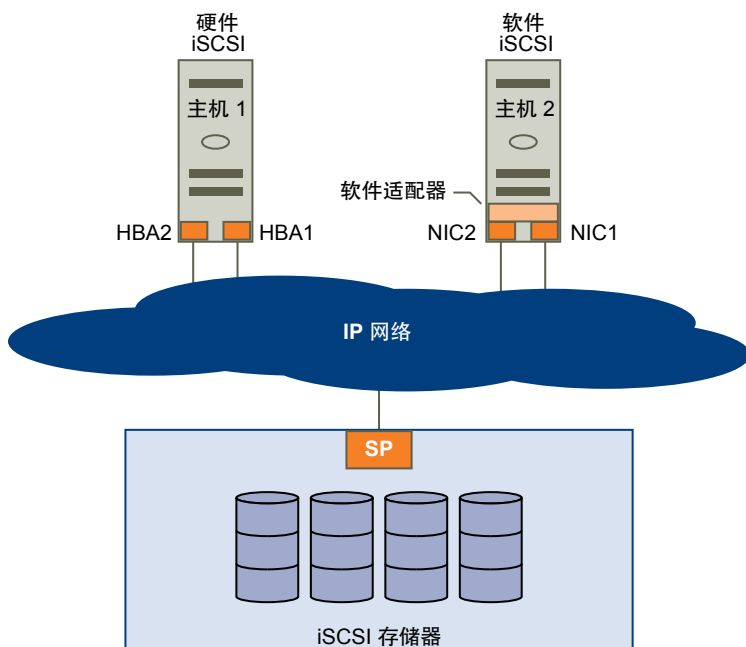 硬件
iSCSI
软件
iSCSI
主机 1
主机 2
软件适配器
HBA2
HBA1
NIC2
NIC1
IP 网络
SP
iSCSI 存储器